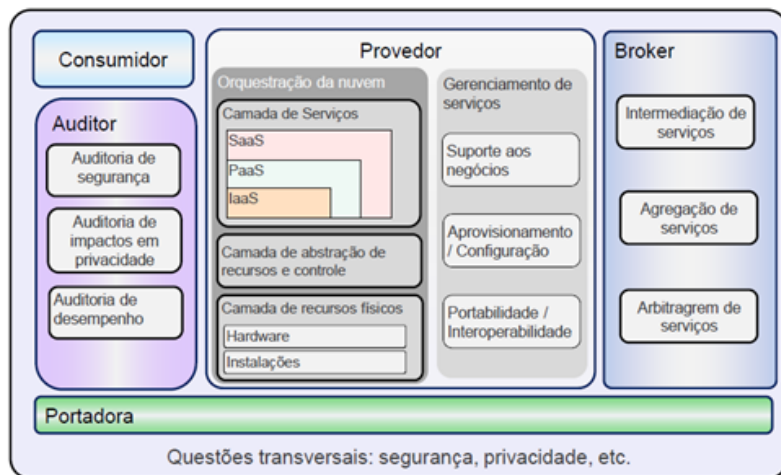 Consumidor
Auditor
Auditoria de
segurança
Auditoria de
impactos em
privacidade
Auditoria de
desempenho
Provedor
Orquestração da nuvem
Camada de Serviços
SaaS
PaaS
IaaS
Camada de abstração de
recursos e controle
Camada de recursos físicos
Hardware
Instalações
Gerenciamento de
serviços
Suporte aos
negócios
Aprovisionamento
/ Configuração
Portabilidade /
Interoperabilidade
Broker
Intermediação de
serviços
Agregação de
serviços
Arbitragrem de
serviços
Portadora
Questões transversais: segurança, privacidade, etc.